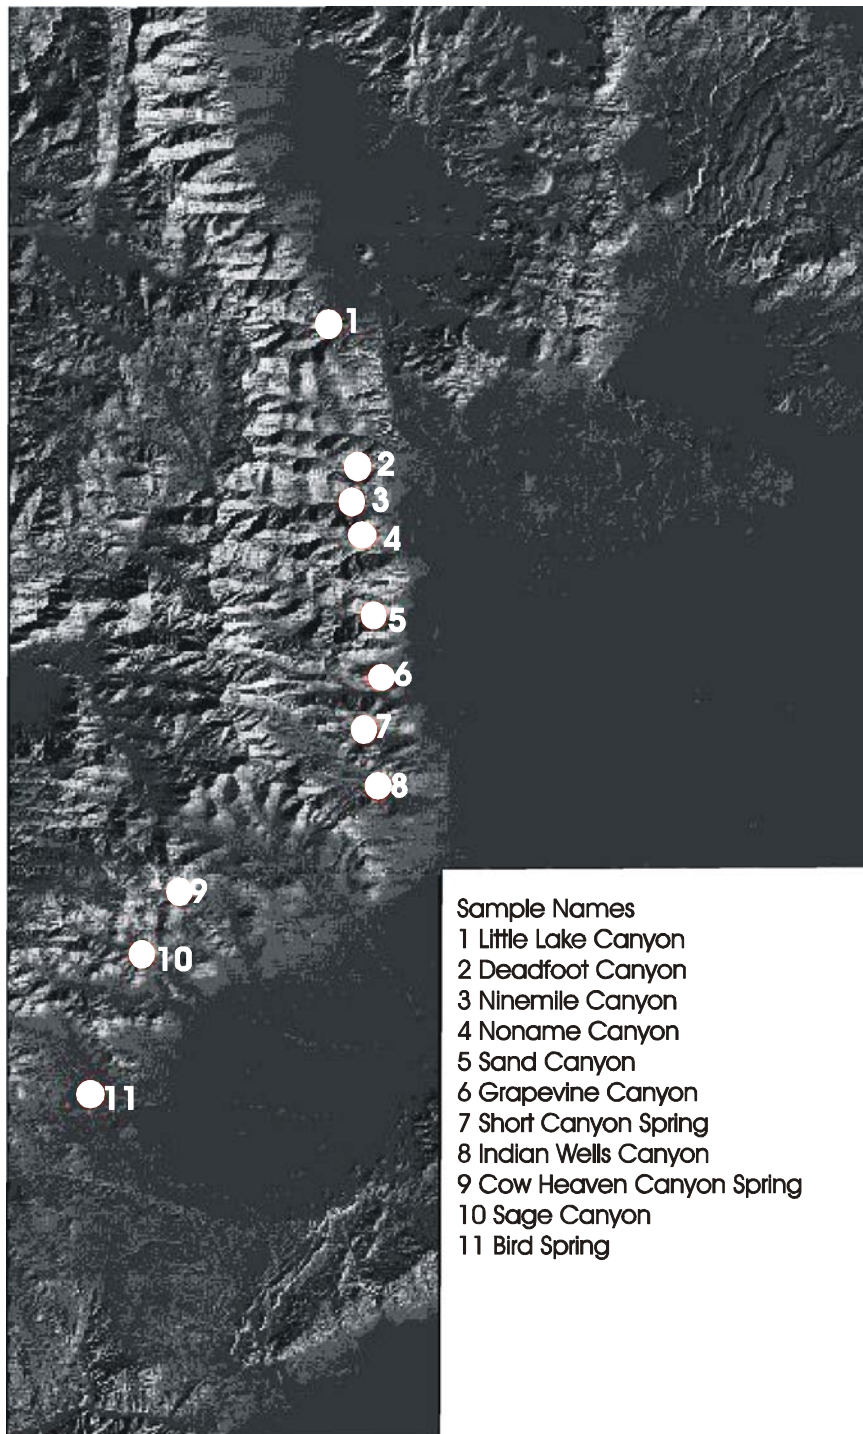 1
2
3
4
5
6
7
8
9
10
11
Sample Names
1 Little Lake Canyon
2 Deadfoot Canyon
3 Ninemile Canyon
4 Noname Canyon
5 Sand Canyon
6 Grapevine Canyon
7 Short Canyon Spring
8 Indian Wells Canyon
9 Cow Heaven Canyon Spring
10 Sage Canyon
11 Bird Spring